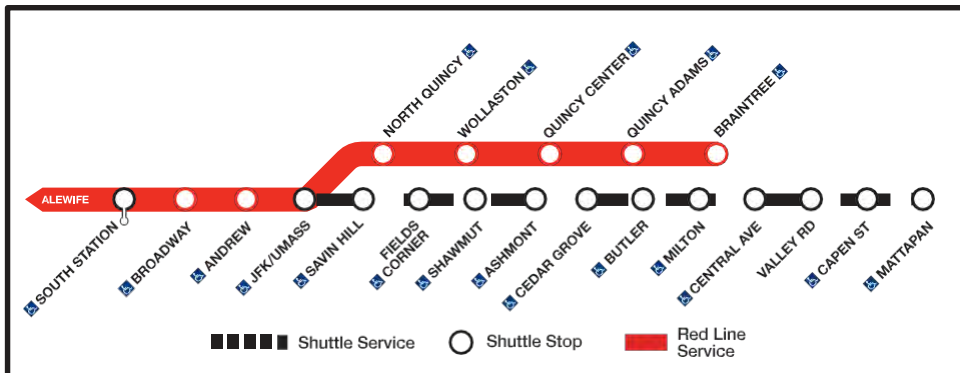 NORTH QUINCY
WOLLASTON
QUINCY CENTER
QUINCY ADAMS
BRAINTREE
ALEWIFE
SOUTH STATION
BROADWAY
ANDREW
JFK/UMASS
SAVIN HILL
FIELDS
CORNER
SHAWMUT
ASHMONT
CEDAR GROVE
BUTLER
MILTON
CENTRAL AVE
VALLEY RD
CAPEN ST
MATTAPAN
Shuttle Service
Shuttle Stop
Red Line
Service